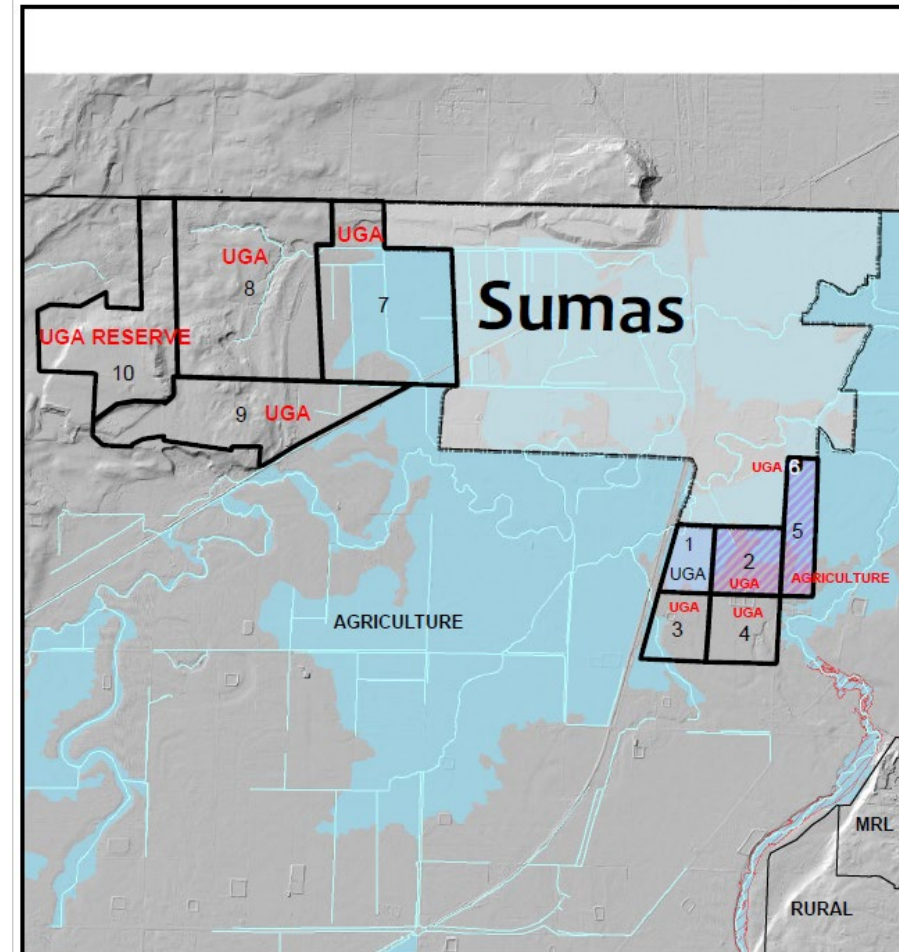 UGA
UGA
8
7
Sumas
UGA RESERVE
10
9
UGA
UGA
6
5
1
UGA
2
UGA
AGRICULTURE
UGA
3
UGA
4
AGRICULTURE
MRL
RURAL